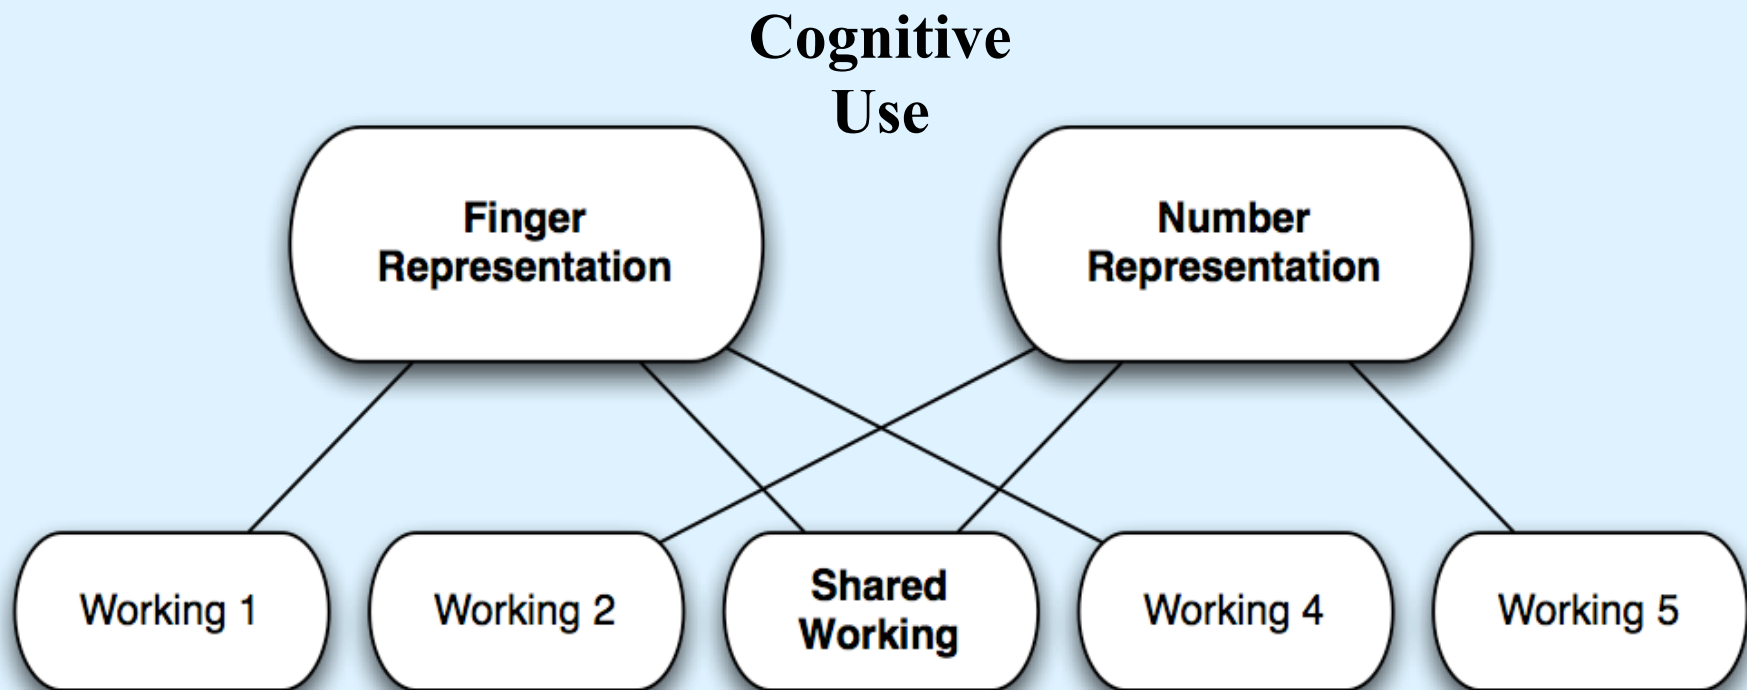 Cognitive
Use
Finger
Representation
Number
Representation
Working 1
Working 2
Shared
Working
Working 4
Working 5